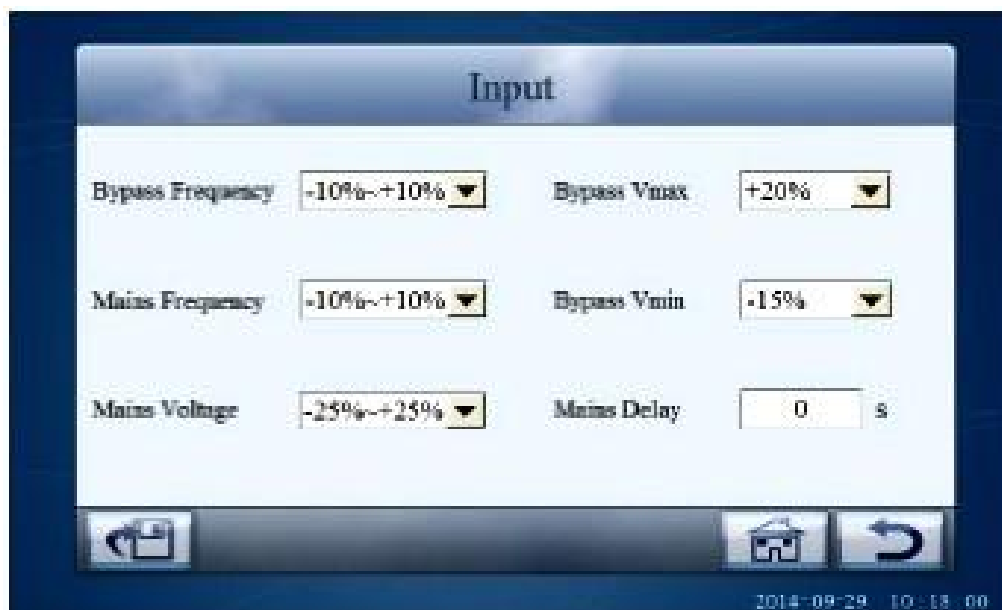 Input
Bypass Frequency -10%~+10% Bypass Vmax +20%
Mains Frequency -10%~+10% Bypass Vmin -15%
Mains Voltage -25%~+25% Mains Delay 0 s
2014-09-29 10:18:00